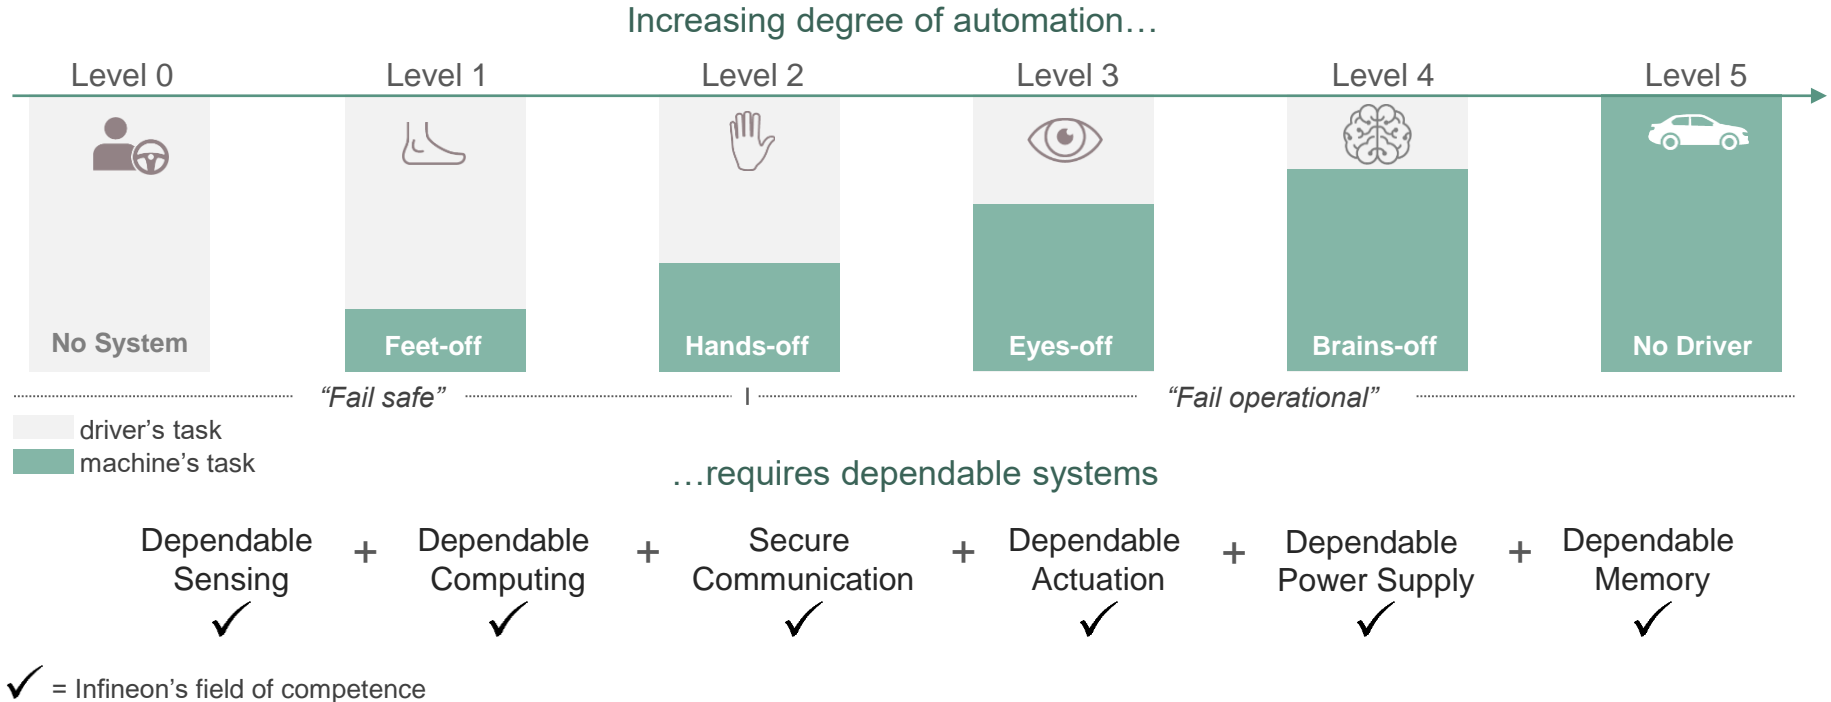 Increasing degree of automation…
Level 0
Level 1
Level 2
Level 3
Level 4
Level 5
No System
Feet-off
Hands-off
Eyes-off
Brains-off
No Driver
“Fail safe”
“Fail operational”
driver’s task
machine’s task
…requires dependable systems
Dependable
Sensing
+
Dependable
Computing
+
Secure
Communication
+
Dependable
Actuation
+
Dependable
Power Supply
+
Dependable
Memory
= Infineon’s field of competence